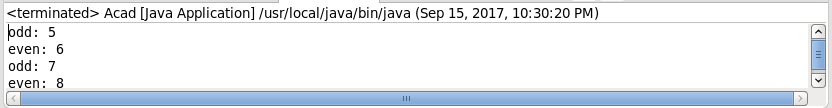 <terminated> Acad [Java Application] /usr/local/java/bin/java (Sep 15, 2017, 10:30:20 PM)
odd: 5
even: 6
odd: 7
even: 8